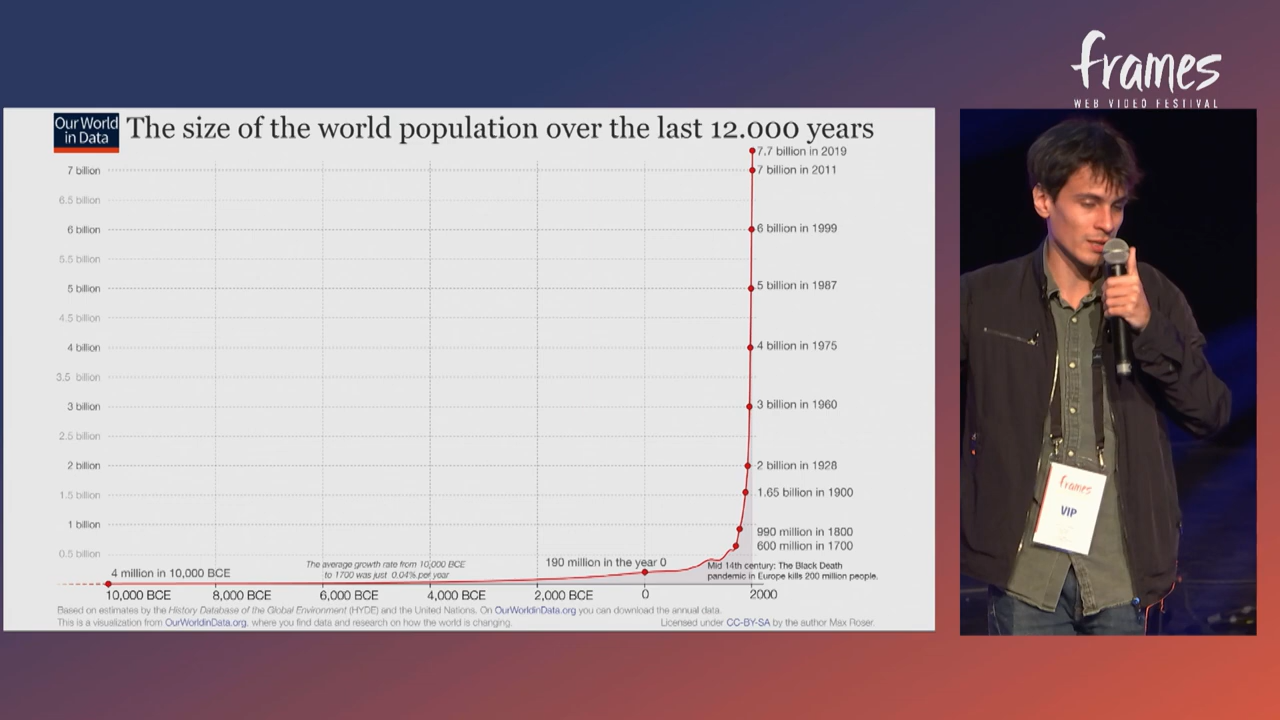 frames
WEB VIDEO FESTIVAL
Our World
in Data
The size of the world population over the last 12.000 years
7.7 billion in 2019
7 billion
7 billion in 2011
6.5 billion
6 billion
6 billion in 1999
5.5 billion
5 billion
5 billion in 1987
4.5 billion
4 billion
4 billion in 1975
3.5 billion
3 billion
3 billion in 1960
2.5 billion
2 billion
2 billion in 1928
1.5 billion
1.65 billion in 1900
1 billion
990 million in 1800
600 million in 1700
0.5 billion
4 million in 10,000 BCE
The average growth rate from 10,000 BCE
to 1700 was just 0.04% per year
190 million in the year 0
Mid 14th century: The Black Death
pandemic in Europe kills 200 million people.
10,000 BCE
8,000 BCE
6,000 BCE
4,000 BCE
2,000 BCE
0
2000
Based on estimates by the History Database of the Global Environment (HYDE) and the United Nations. On OurWorldinData.org you can download the annual data.
This is a visualization from OurWorldinData.org, where you find data and research on how the world is changing.
Licensed under CC-BY-SA by the author Max Roser.
frames
VIP